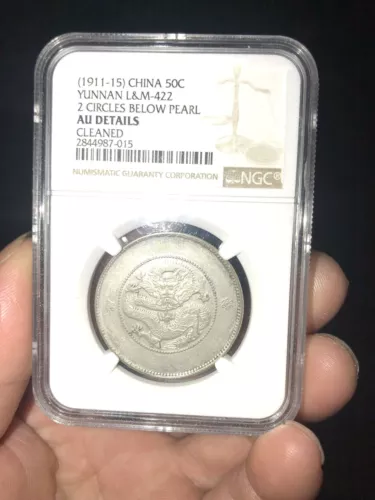 (1911-15) CHINA 50C
YUNNAN L&M-422
2 CIRCLES BELOW PEARL
AU DETAILS
CLEANED
2844987-015
NUMISMATIC GUARANTY CORPORATION
NGC®